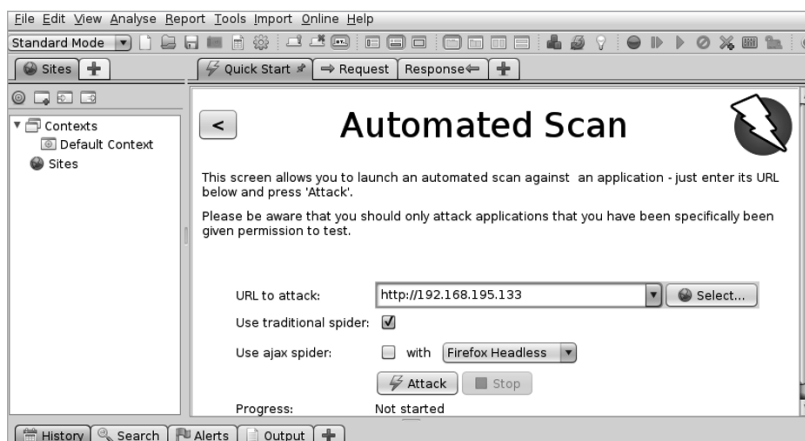 File Edit View Analyse Report Tools Import Online Help
Standard Mode
Sites
Quick Start
Request
Response
Contexts
Default Context
Sites
<
Automated Scan
This screen allows you to launch an automated scan against an application - just enter its URL
below and press 'Attack'.
Please be aware that you should only attack applications that you have been specifically been
given permission to test.
URL to attack:
http://192.168.195.133
Select...
Use traditional spider:
Use ajax spider:
with
Firefox Headless
Attack
Stop
Progress:
Not started
History
Search
Alerts
Output